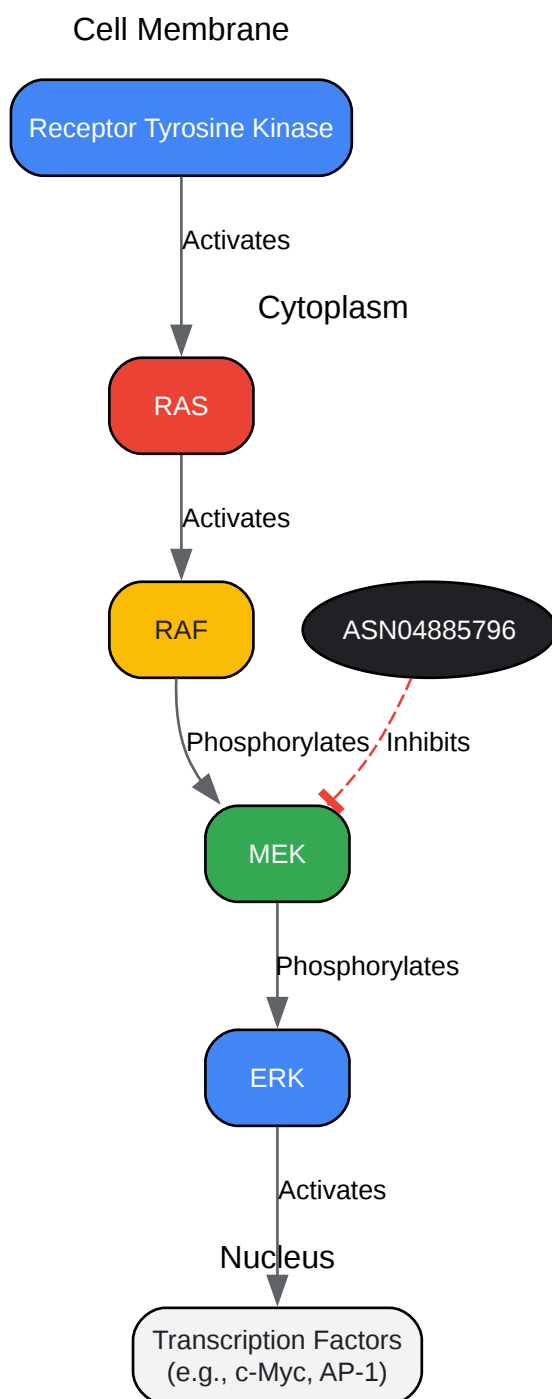 Cell Membrane
Receptor Tyrosine Kinase
Activates
Cytoplasm
RAS
Activates
RAF
ASN04885796
Phosphorylates
Inhibits
MEK
Phosphorylates
ERK
Activates
Nucleus
Transcription Factors
(e.g., c-Myc, AP-1)